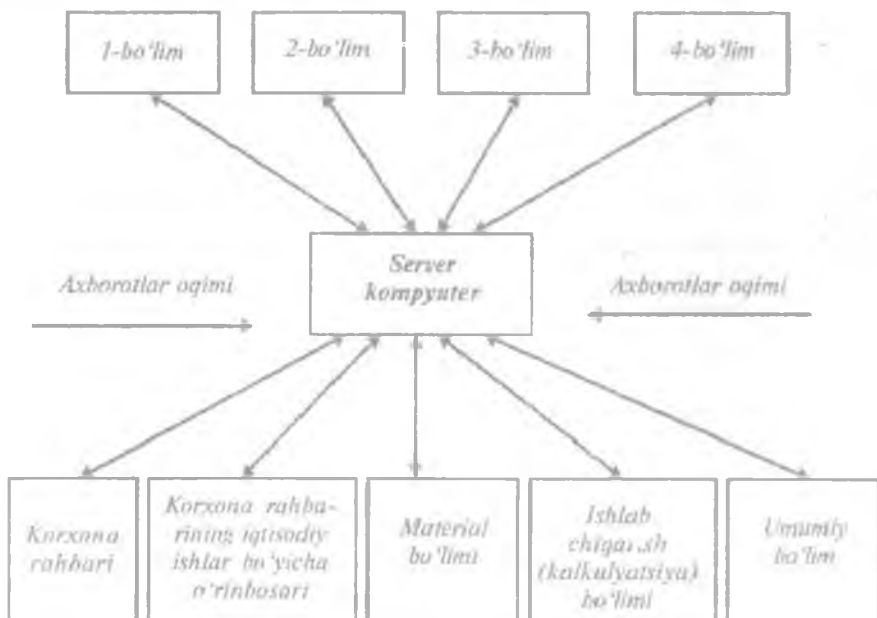 1-bo‘lim
2-bo‘lim
3-bo‘lim
4-bo‘lim
Server
kompyuter
Axborotlar oqimi
Axborotlar oqimi
Korxona
rahbari
Korxona rahba-
rining iqtisodiy
ishlar bo‘yicha
o‘rinbosari
Material
bo‘limi
Ishlab
chiqarish
(kalkulyatsiya)
bo‘limi
Umumiy
bo‘lim